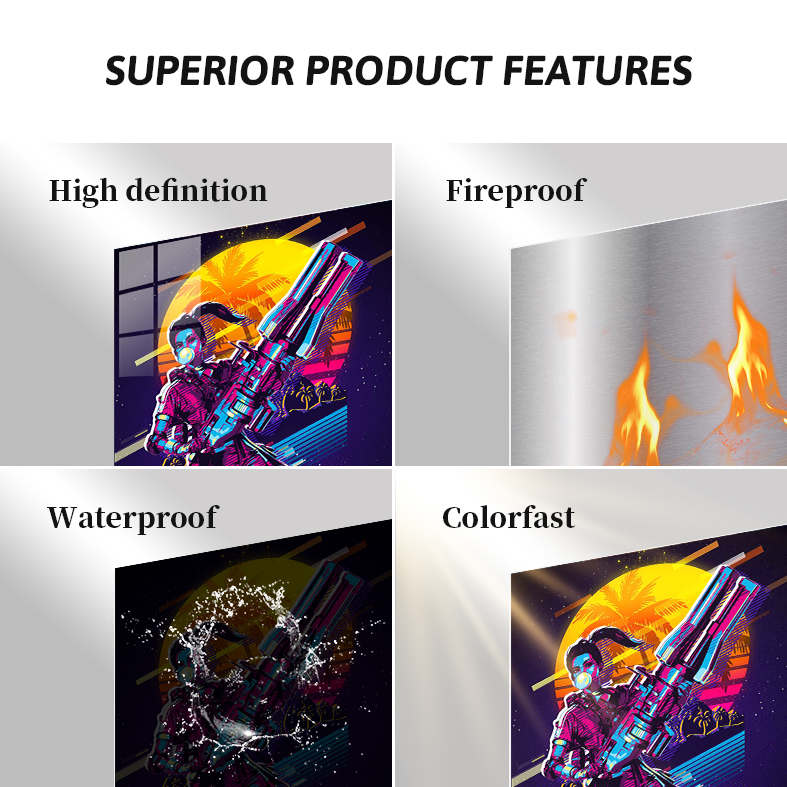 SUPERIOR PRODUCT FEATURES
High definition
Fireproof
Waterproof
Colorfast